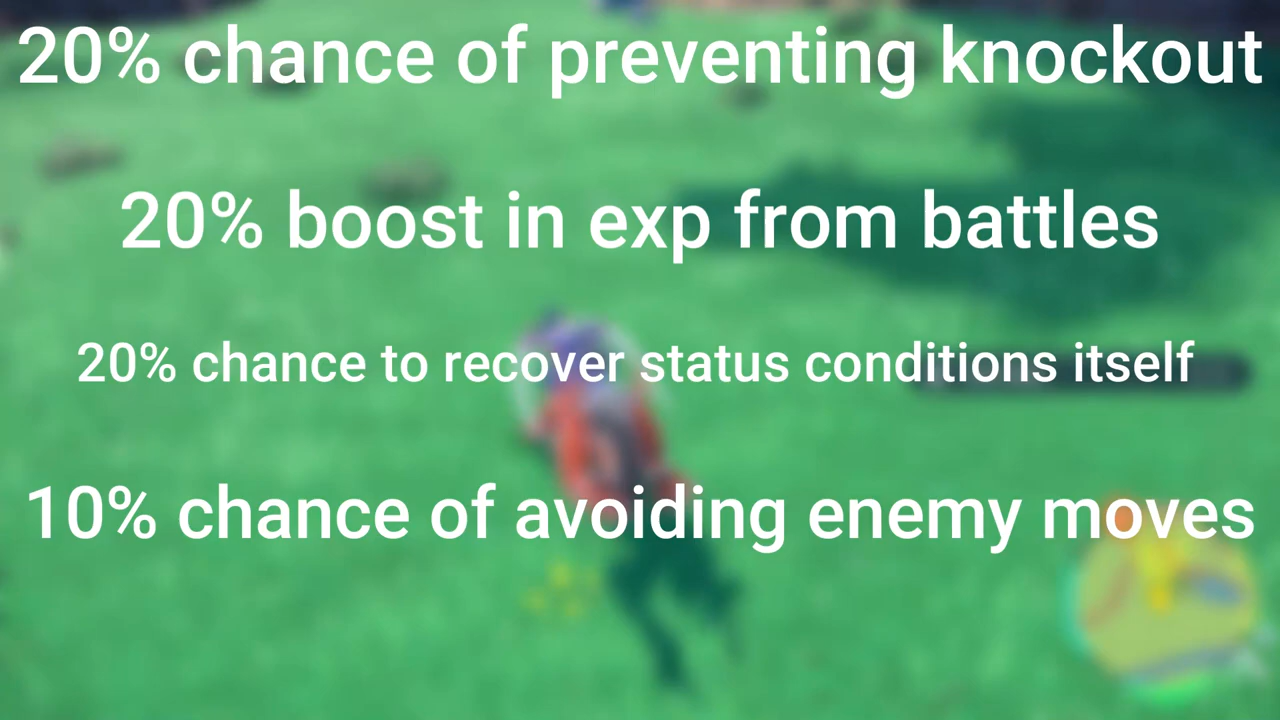 20% chance of preventing knockout
20% boost in exp from battles
20% chance to recover status conditions itself
10% chance of avoiding enemy moves